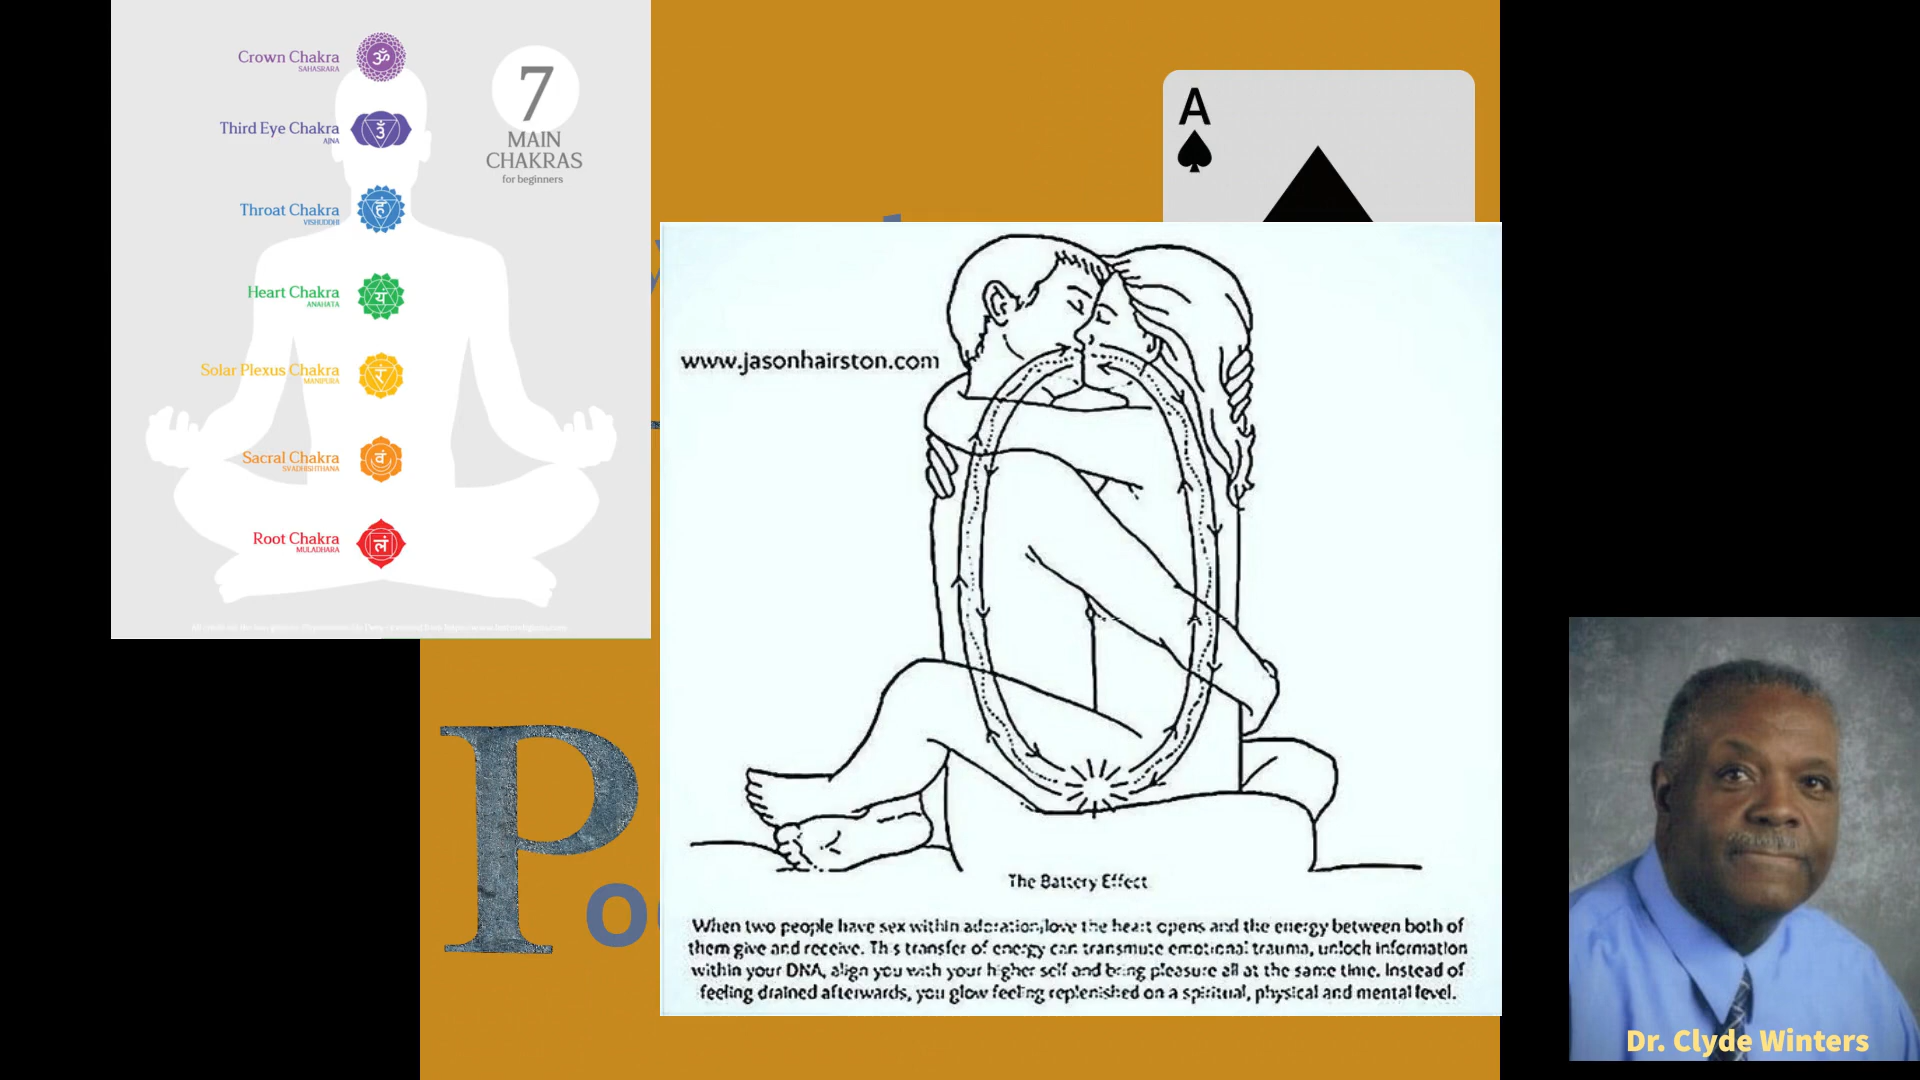 Crown Chakra
SAHASRARA
Third Eye Chakra
AJNA
Throat Chakra
VISHUDDHI
Heart Chakra
ANAHATA
Solar Plexus Chakra
MANIPURA
Sacral Chakra
SVADHISHTHANA
Root Chakra
MULADHARA
ॐ
हं
यं
रं
वं
लं
7
MAIN
CHAKRAS
for beginners
A
www.jasonhairston.com
The Battery Effect
When two people have sex within adoration,love the heart opens and the energy between both of
them give and receive. This transfer of energy can transmute emotional trauma, unlock information
within your DNA, align you with your higher self and bring pleasure all at the same time. Instead of
feeling drained afterwards, you glow feeling replenished on a spiritual, physical and mental level.
Po
Dr. Clyde Winters